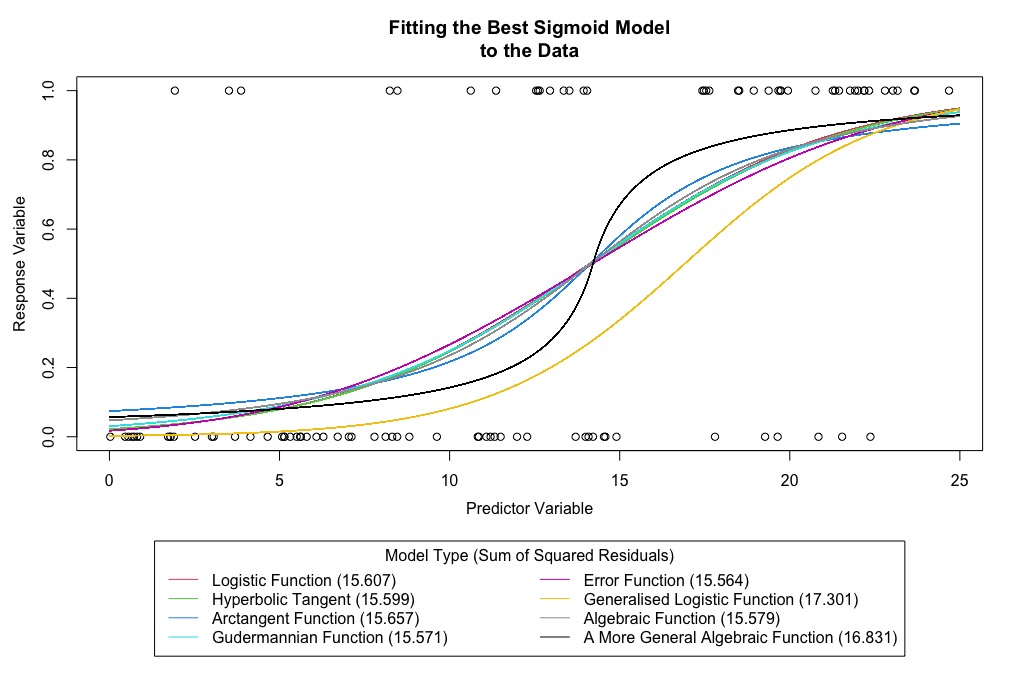 Fitting the Best Sigmoid Model
to the Data
Response Variable
1.0
0.8
0.6
0.4
0.2
0.0
0 5 10 15 20 25
Predictor Variable
Model Type (Sum of Squared Residuals)
Logistic Function (15.607)
Hyperbolic Tangent (15.599)
Arctangent Function (15.657)
Gudermannian Function (15.571)
Error Function (15.564)
Generalised Logistic Function (17.301)
Algebraic Function (15.579)
A More General Algebraic Function (16.831)